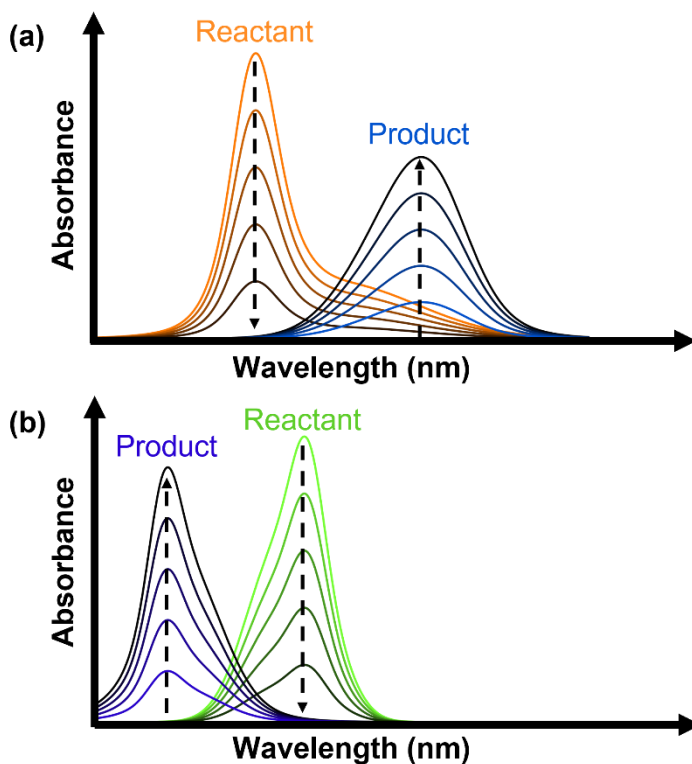 (a)
Reactant
Product
Absorbance
Wavelength (nm)
(b)
Reactant
Product
Absorbance
Wavelength (nm)